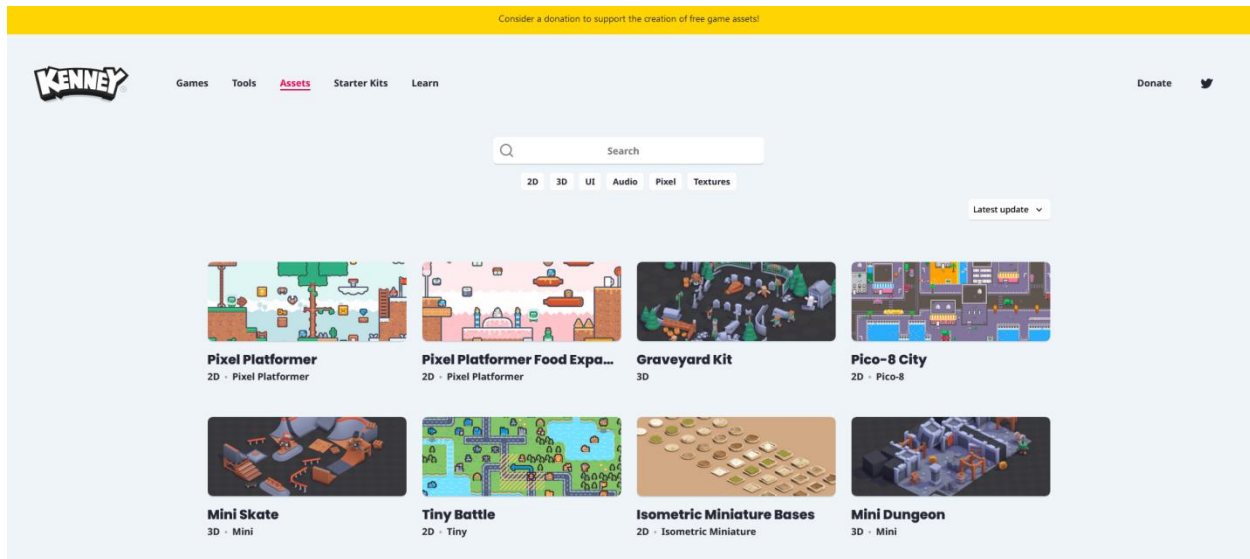 Consider a donation to support the creation of free game assets!
KENNEY
Games Tools Assets Starter Kits Learn Donate
Search
2D 3D UI Audio Pixel Textures
Latest update
Pixel Platformer Pixel Platformer Food Expa... Graveyard Kit Pico-8 City
2D · Pixel Platformer 2D · Pixel Platformer 3D 2D · Pico-8
Mini Skate Tiny Battle Isometric Miniature Bases Mini Dungeon
3D · Mini 2D · Tiny 2D · Isometric Miniature 3D · Mini